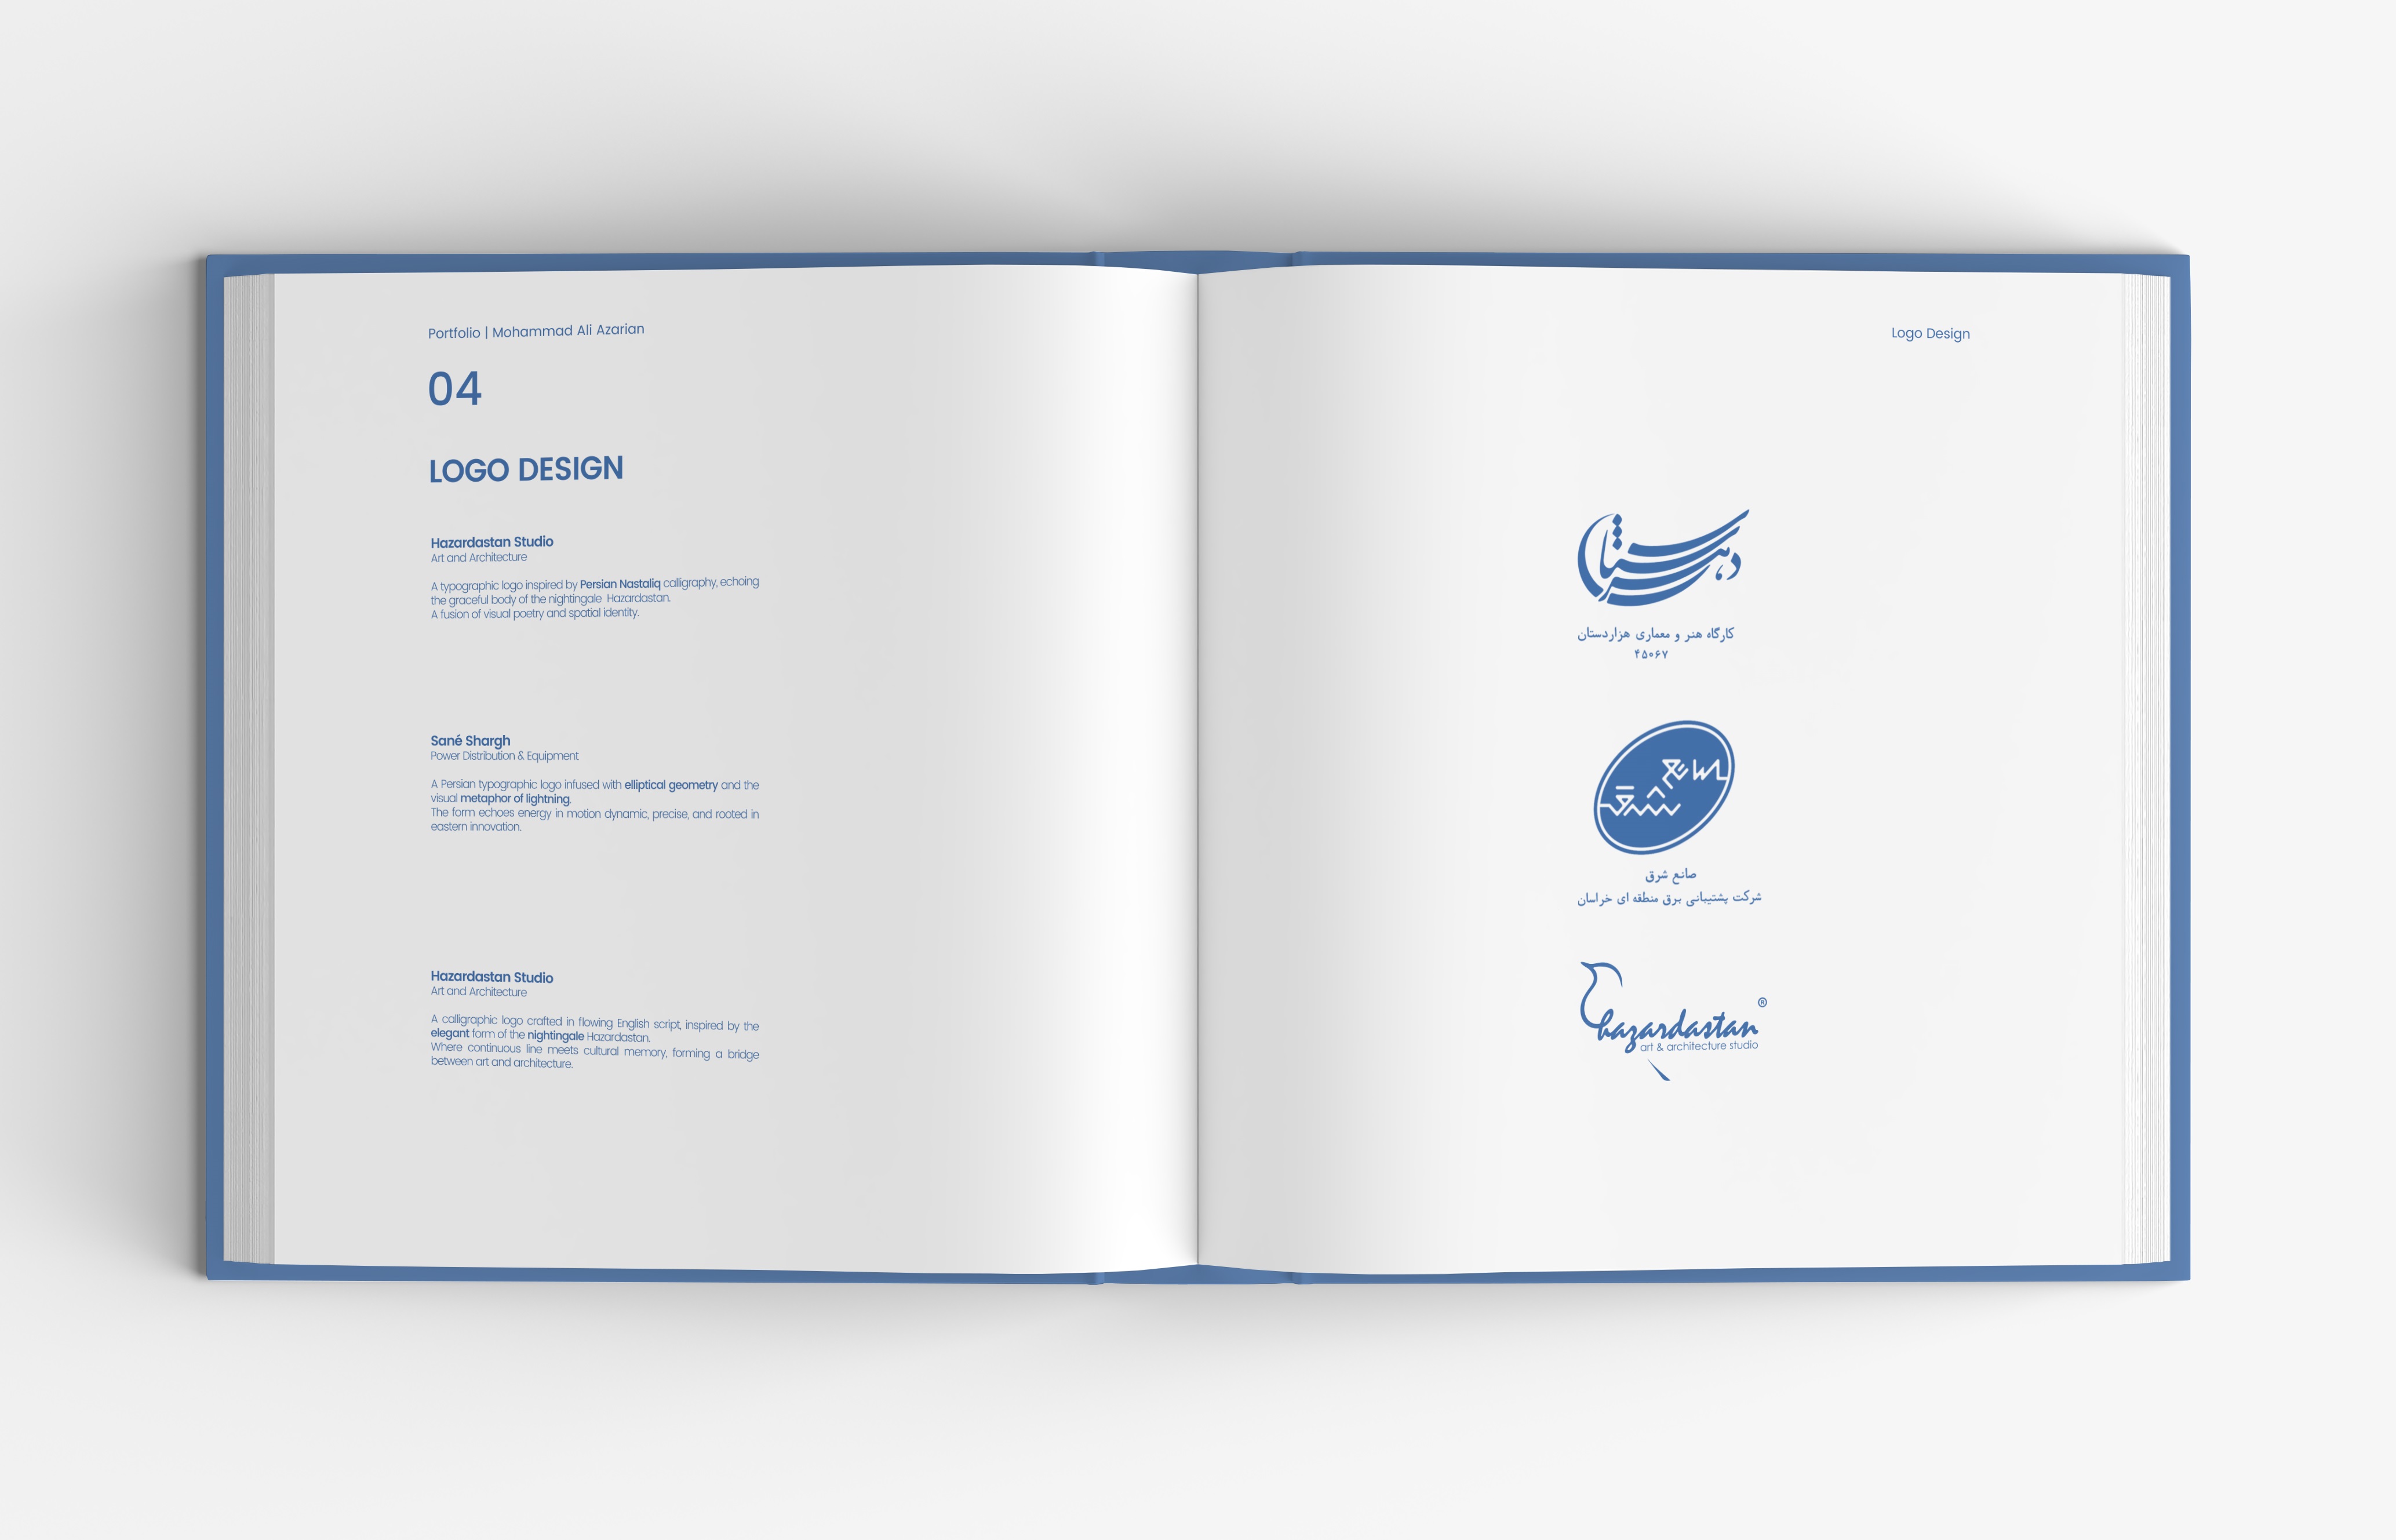 Portfolio | Mohammad Ali Azarian
04
LOGO DESIGN
Hazardastan Studio
Art and Architecture
A typographic logo inspired by Persian Nastaliq calligraphy, echoing
the graceful body of the nightingale Hazardastan.
A fusion of visual poetry and spatial identity.
Sané Shargh
Power Distribution & Equipment
A Persian typographic logo infused with elliptical geometry and the
visual metaphor of lightning.
The form echoes energy in motion dynamic, precise, and rooted in
eastern innovation.
Hazardastan Studio
Art and Architecture
A calligraphic logo crafted in flowing English script, inspired by the
elegant form of the nightingale Hazardastan.
Where continuous line meets cultural memory, forming a bridge
between art and architecture.
Logo Design
کارگاه هنر و معماری هزاردستان
۴۵۰۶۷
صانع شرق
شرکت پشتیبانی برق منطقه ای خراسان
hazardastan ®
art & architecture studio